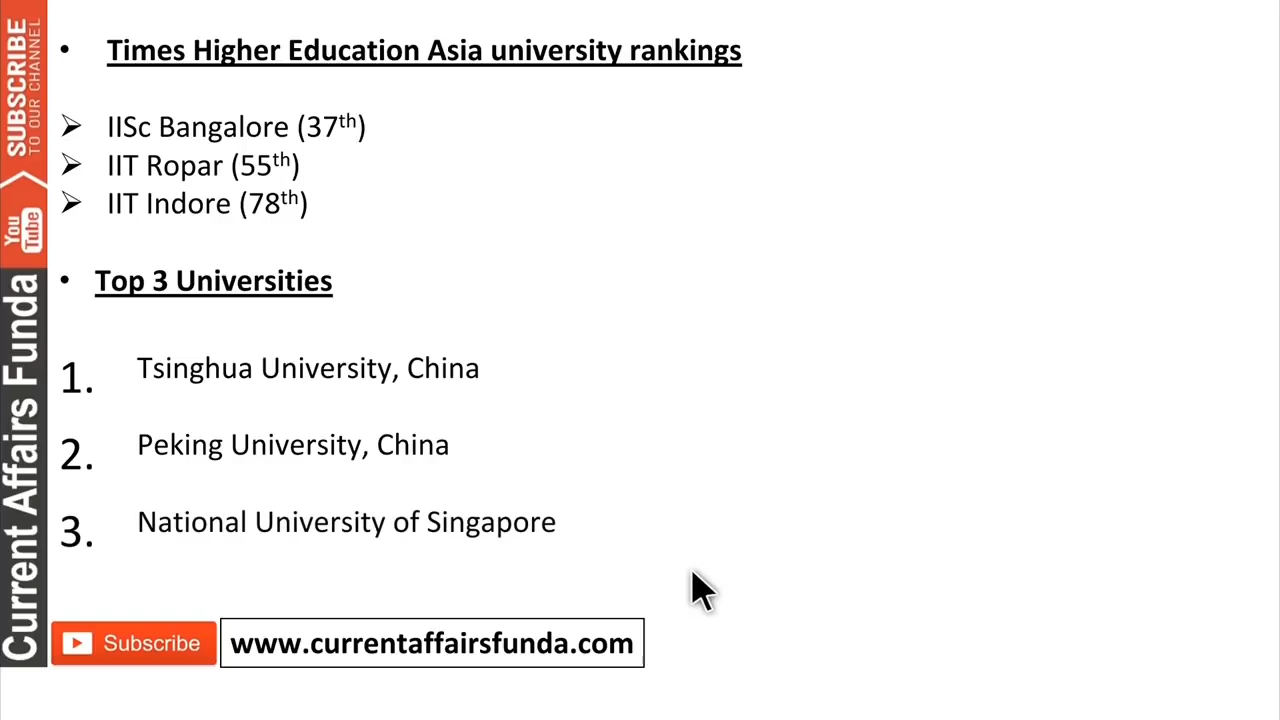 • Times Higher Education Asia university rankings
➢ IISc Bangalore (37th)
➢ IIT Ropar (55th)
➢ IIT Indore (78th)
• Top 3 Universities
1. Tsinghua University, China
2. Peking University, China
3. National University of Singapore
Subscribe
www.currentaffairsfunda.com
SUBSCRIBE
TO OUR CHANNEL
You
Tube
Current Affairs Funda